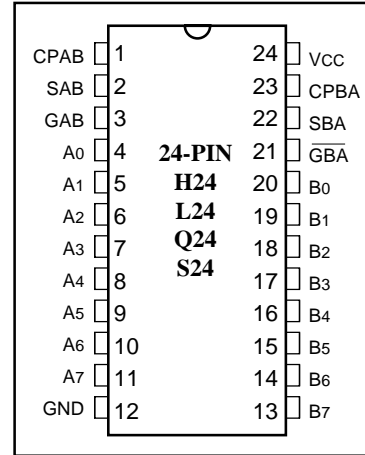 CPAB 1 24 VCC
SAB 2 23 CPBA
GAB 3 22 SBA
A0 4 24-PIN 21 G̅B̅A̅
A1 5 H24 20 B0
A2 6 L24 19 B1
A3 7 Q24 18 B2
A4 8 S24 17 B3
A5 9 16 B4
A6 10 15 B5
A7 11 14 B6
GND 12 13 B7